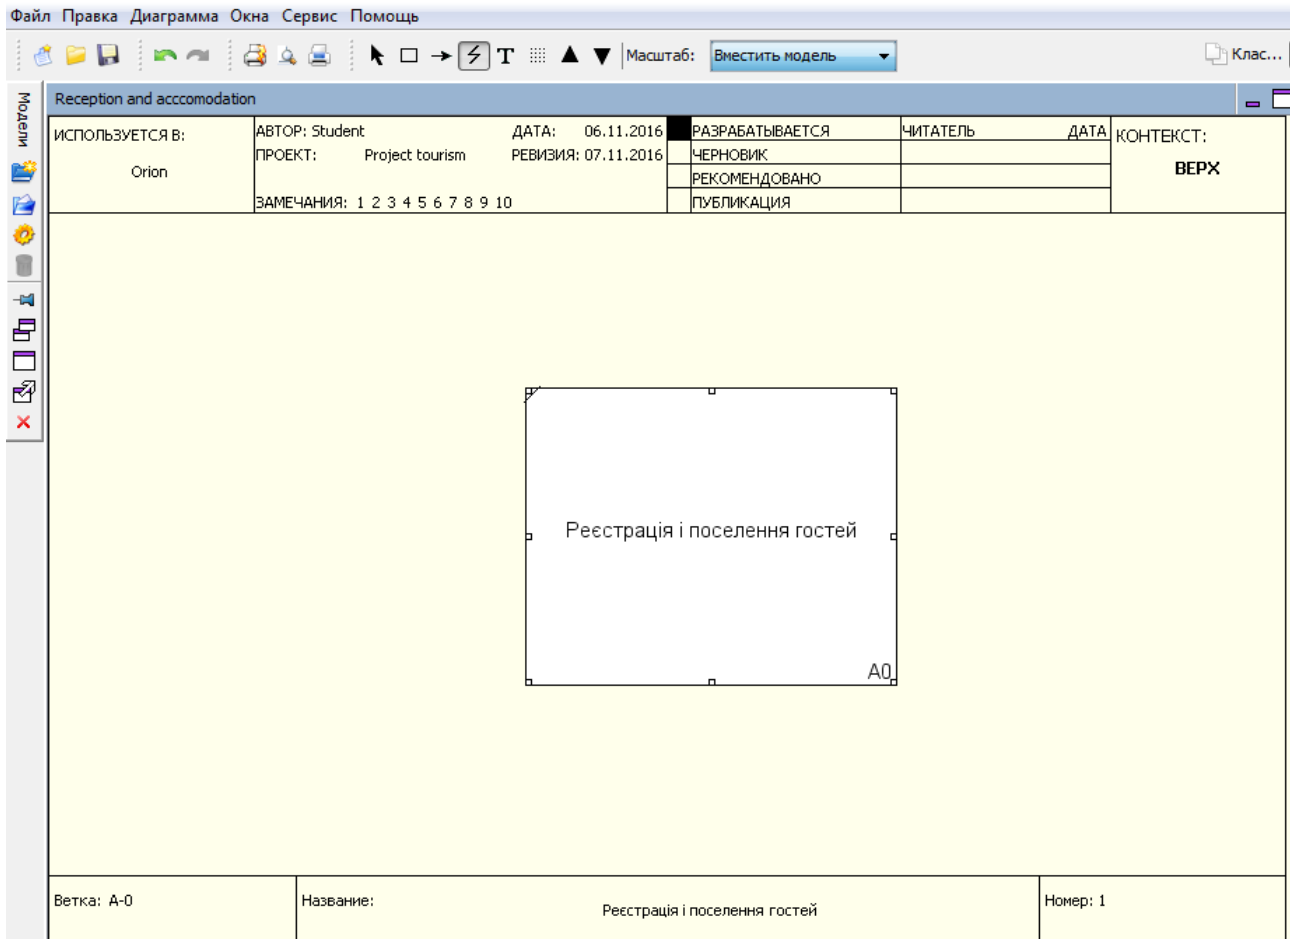 Файл Правка Диаграмма Окна Сервис Помощь
T Масштаб: Вместить модель Клас...
Модели
Reception and acccomodation
ИСПОЛЬЗУЕТСЯ В:
Orion
АВТОР: Student ДАТА: 06.11.2016
ПРОЕКТ: Project tourism РЕВИЗИЯ: 07.11.2016
ЗАМЕЧАНИЯ: 1 2 3 4 5 6 7 8 9 10
РАЗРАБАТЫВАЕТСЯ
ЧЕРНОВИК
РЕКОМЕНДОВАНО
ПУБЛИКАЦИЯ
ЧИТАТЕЛЬ ДАТА
КОНТЕКСТ:
ВЕРХ
Реєстрація і поселення гостей
A0
Ветка: A-0
Название:
Реєстрація і поселення гостей
Номер: 1